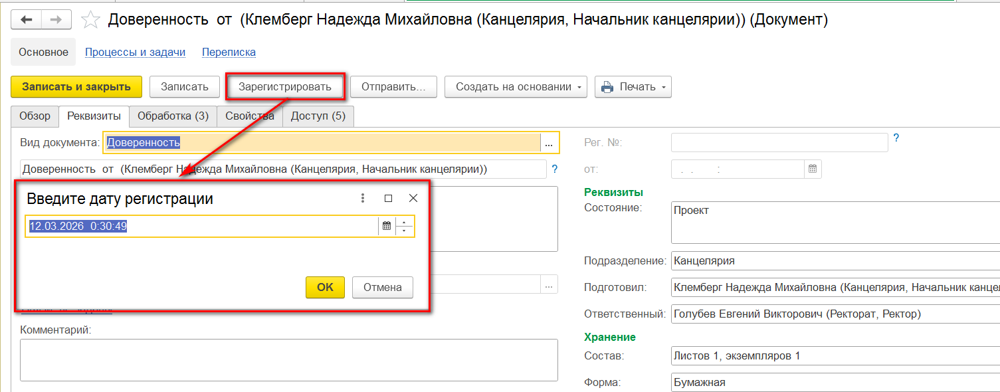 Доверенность от (Клемберг Надежда Михайловна (Канцелярия, Начальник канцелярии)) (Документ)
Основное Процессы и задачи Переписка
Записать и закрыть Записать Зарегистрировать Отправить... Создать на основании Печать
Обзор Реквизиты Обработка (3) Свойства Доступ (5)
Вид документа: Доверенность ...
Доверенность от (Клемберг Надежда Михайловна (Канцелярия, Начальник канцелярии)) ?
Введите дату регистрации
12.03.2026 0:30:49
OK Отмена
...
Комментарий:
Рег. №: ?
от: . . :
Реквизиты
Состояние: Проект
Подразделение: Канцелярия
Подготовил: Клемберг Надежда Михайловна (Канцелярия, Начальник
Ответственный: Голубев Евгений Викторович (Ректорат, Ректор)
Хранение
Состав: Листов 1, экземпляров 1
Форма: Бумажная